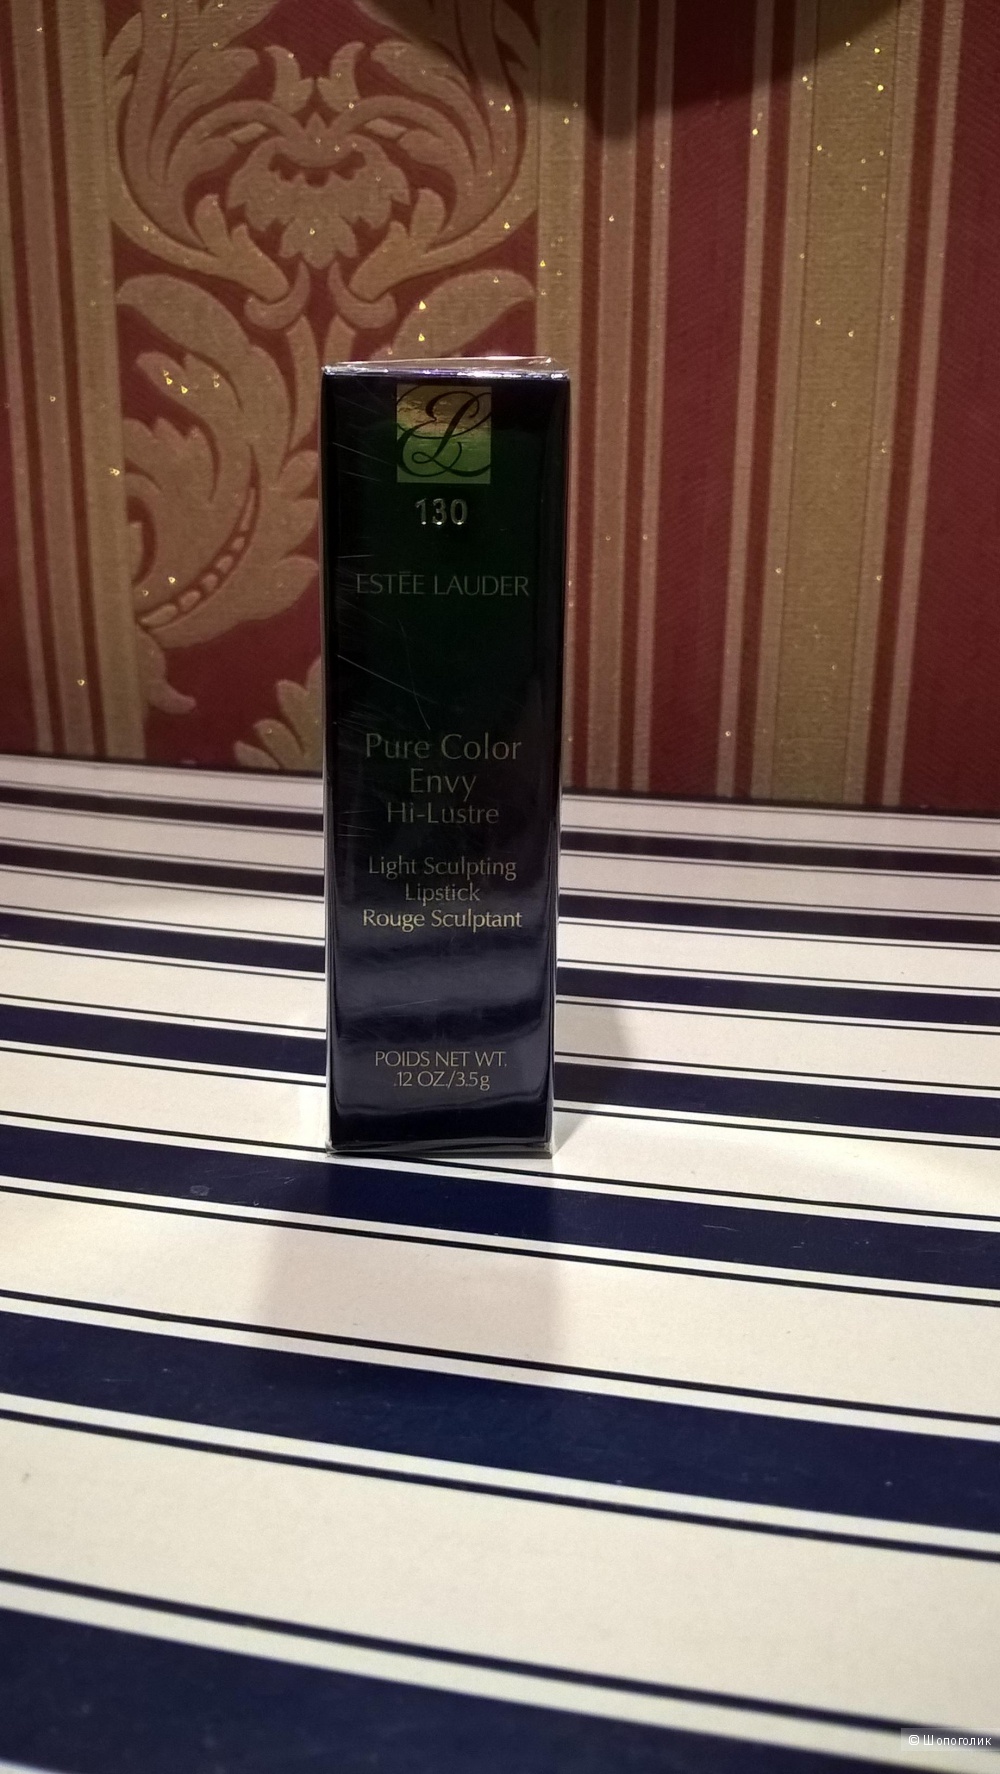 EL
130
ESTĒE LAUDER
Pure Color
Envy
Hi-Lustre
Light Sculpting
Lipstick
Rouge Sculptant
POIDS NET WT.
.12 OZ./3.5g
© Шопоголик